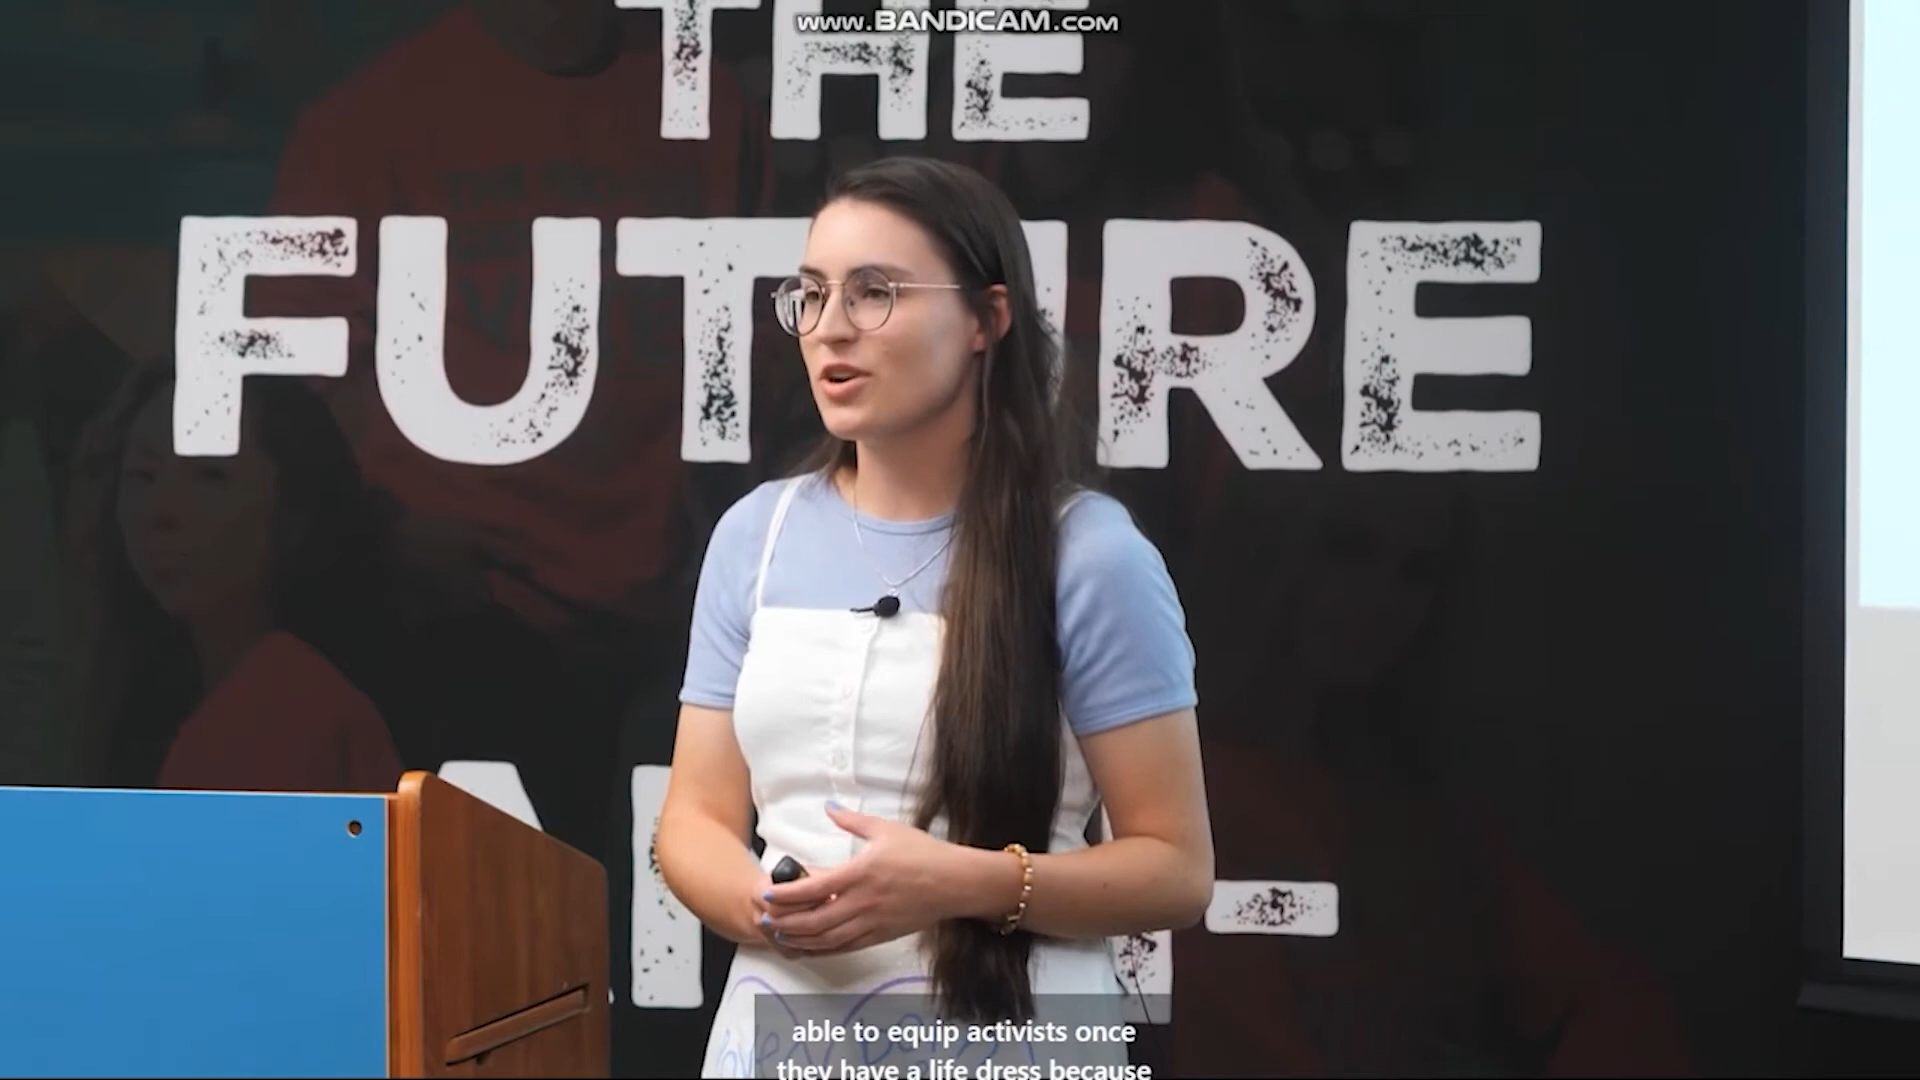 www.BANDICAM.com
THE
FUTURE
able to equip activists once
they have a life dress because